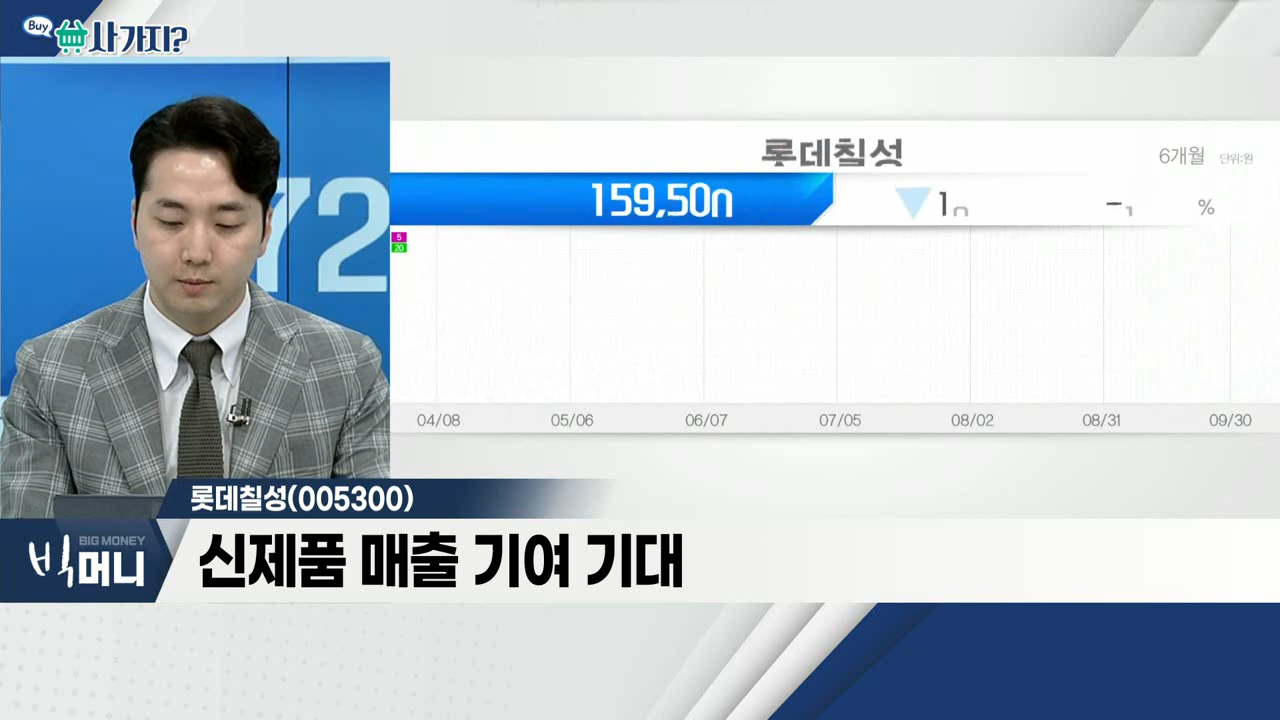 Buy 사가지?
72
롯데칠성
6개월 단위:원
159,50
%
5
20
04/08 05/06 06/07 07/05 08/02 08/31 09/30
롯데칠성(005300)
BIG MONEY
빅머니
신제품 매출 기여 기대